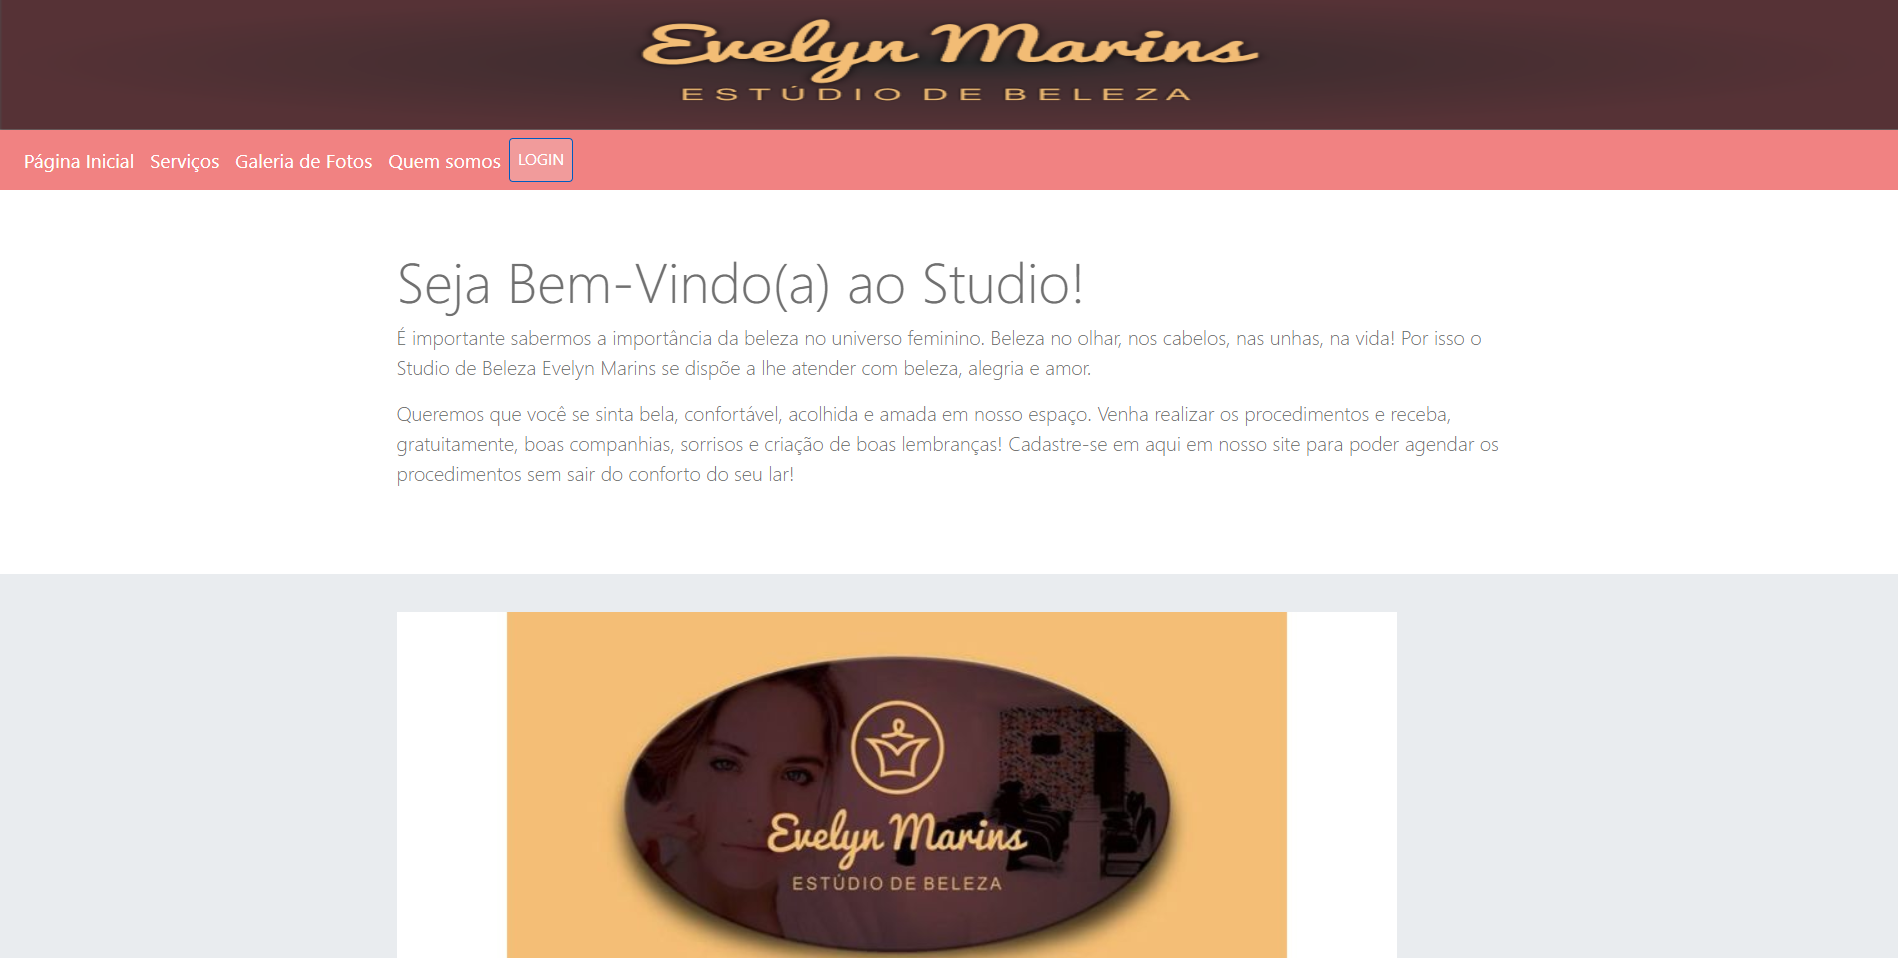 Evelyn Marins
ESTÚDIO DE BELEZA
Página Inicial Serviços Galeria de Fotos Quem somos LOGIN
Seja Bem-Vindo(a) ao Studio!
É importante sabermos a importância da beleza no universo feminino. Beleza no olhar, nos cabelos, nas unhas, na vida! Por isso o
Studio de Beleza Evelyn Marins se dispõe a lhe atender com beleza, alegria e amor.
Queremos que você se sinta bela, confortável, acolhida e amada em nosso espaço. Venha realizar os procedimentos e receba,
gratuitamente, boas companhias, sorrisos e criação de boas lembranças! Cadastre-se em aqui em nosso site para poder agendar os
procedimentos sem sair do conforto do seu lar!
Evelyn Marins
ESTÚDIO DE BELEZA